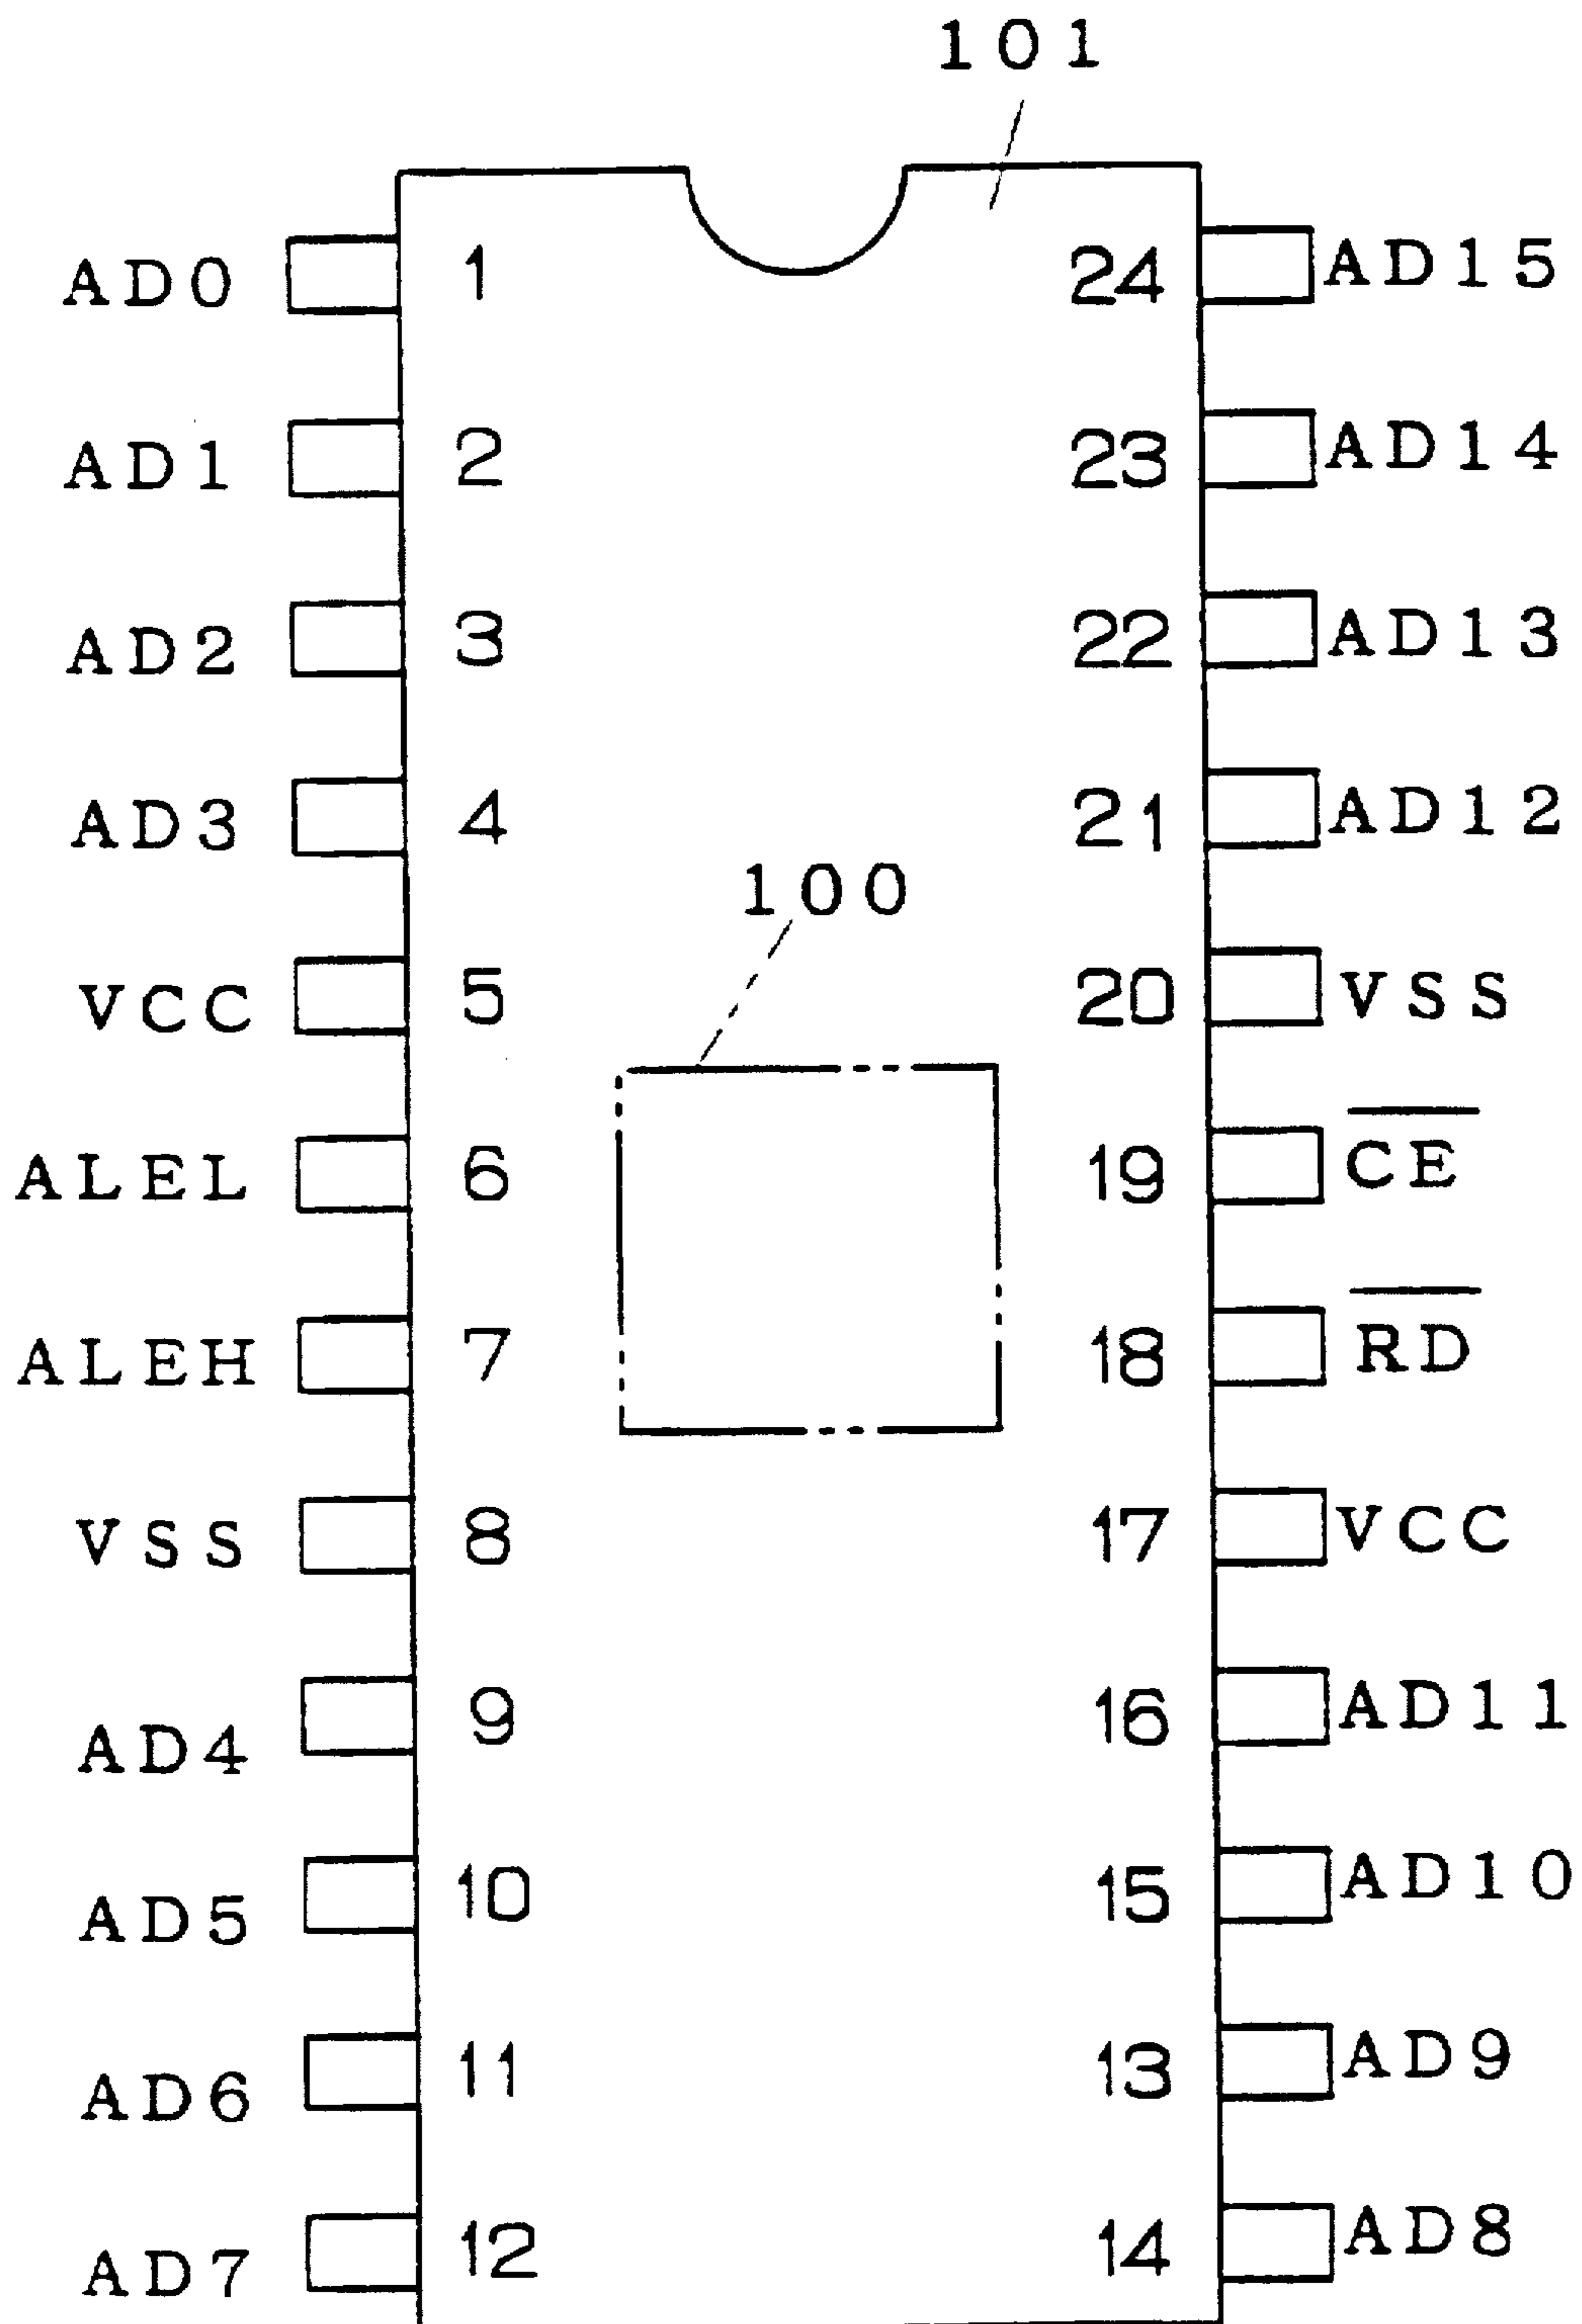 101
AD0 1 24 AD15
AD1 2 23 AD14
AD2 3 22 AD13
AD3 4 21 AD12
100
VCC 5 20 VSS
ALEL 6 19 C̅E̅
ALEH 7 18 R̅D̅
VSS 8 17 VCC
AD4 9 16 AD11
AD5 10 15 AD10
AD6 11 13 AD9
AD7 12 14 AD8